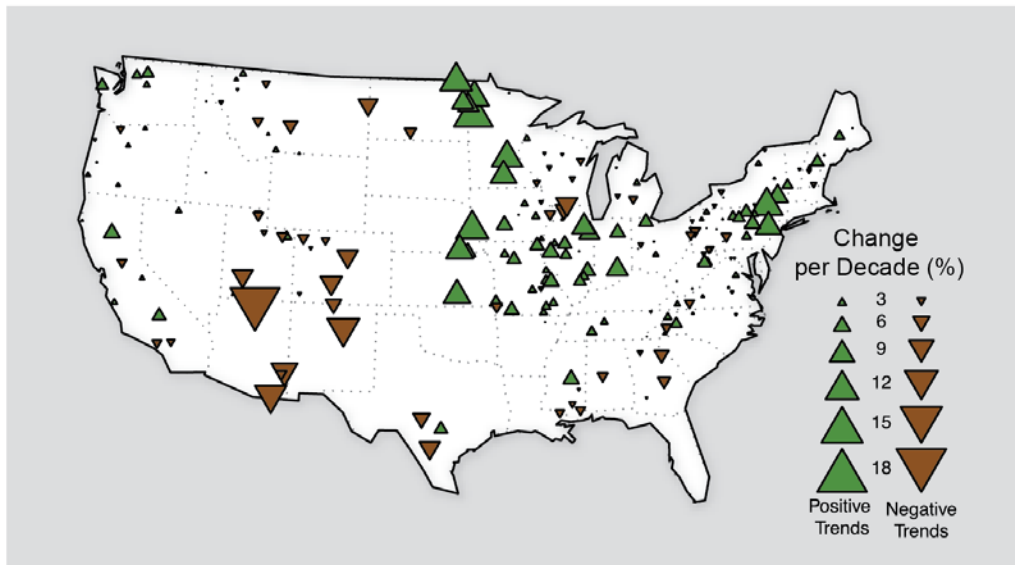 Change
per Decade (%)
3
6
9
12
15
18
Positive Negative
Trends Trends